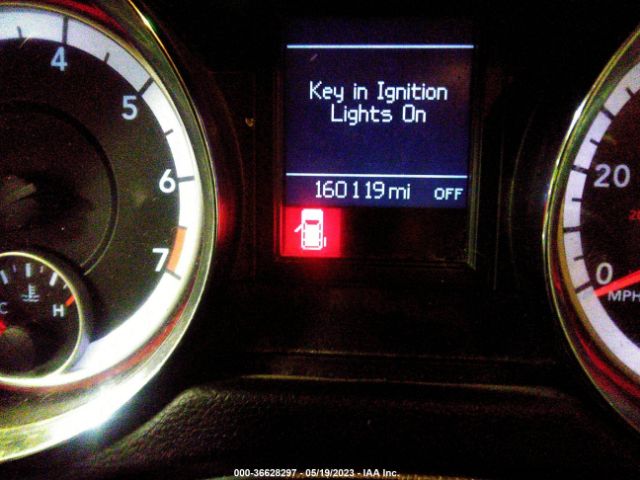 4
5
6
7
C
H
Key in Ignition
Lights On
160119 mi OFF
20
0
MPH
000-36628297 - 05/19/2023 - IAA Inc.